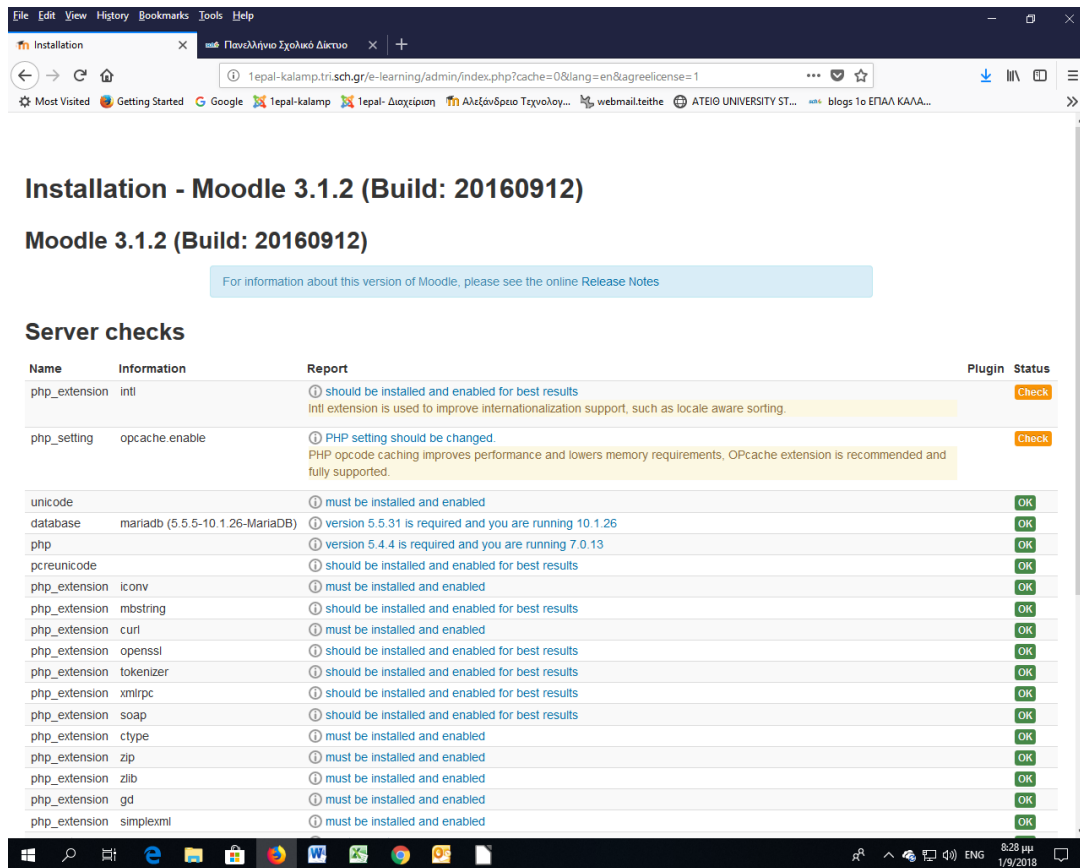 File Edit View History Bookmarks Tools Help
Installation
Πανελλήνιο Σχολικό Δίκτυο
1epal-kalamp.tri.sch.gr/e-learning/admin/index.php?cache=0&lang=en&agreelicense=1
Most Visited Getting Started Google 1epal-kalamp 1epal- Διαχείριση Αλεξάνδρειο Τεχνολογ... webmail.teithe ATEIΘ UNIVERSITY ST... blogs 1ο ΕΠΑΛ ΚΑΛΑ...
Installation - Moodle 3.1.2 (Build: 20160912)
Moodle 3.1.2 (Build: 20160912)
For information about this version of Moodle, please see the online Release Notes
Server checks
Name Information Report Plugin Status
php_extension intl should be installed and enabled for best results Check
Intl extension is used to improve internationalization support, such as locale aware sorting.
php_setting opcache.enable PHP setting should be changed. Check
PHP opcode caching improves performance and lowers memory requirements, OPcache extension is recommended and
fully supported.
unicode must be installed and enabled OK
database mariadb (5.5.5-10.1.26-MariaDB) version 5.5.31 is required and you are running 10.1.26 OK
php version 5.4.4 is required and you are running 7.0.13 OK
pcreunicode should be installed and enabled for best results OK
php_extension iconv must be installed and enabled OK
php_extension mbstring should be installed and enabled for best results OK
php_extension curl must be installed and enabled OK
php_extension openssl should be installed and enabled for best results OK
php_extension tokenizer should be installed and enabled for best results OK
php_extension xmlrpc should be installed and enabled for best results OK
php_extension soap should be installed and enabled for best results OK
php_extension ctype must be installed and enabled OK
php_extension zip must be installed and enabled OK
php_extension zlib must be installed and enabled OK
php_extension gd must be installed and enabled OK
php_extension simplexml must be installed and enabled OK
ENG
8:28 μμ
1/9/2018